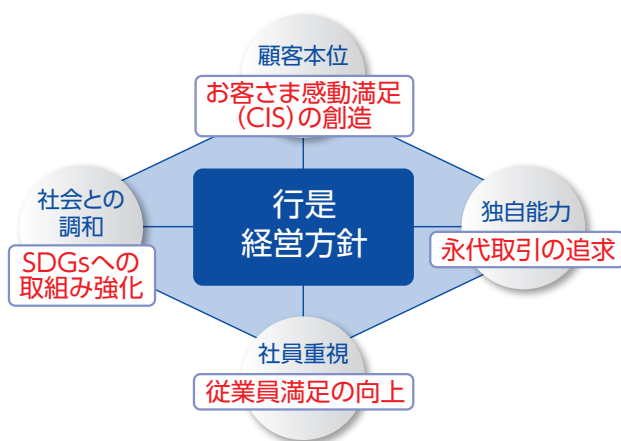 顧客本位
お客さま感動満足
(CIS)の創造
社会との
調和
SDGsへの
取組み強化
行是
経営方針
独自能力
永代取引の追求
社員重視
従業員満足の向上